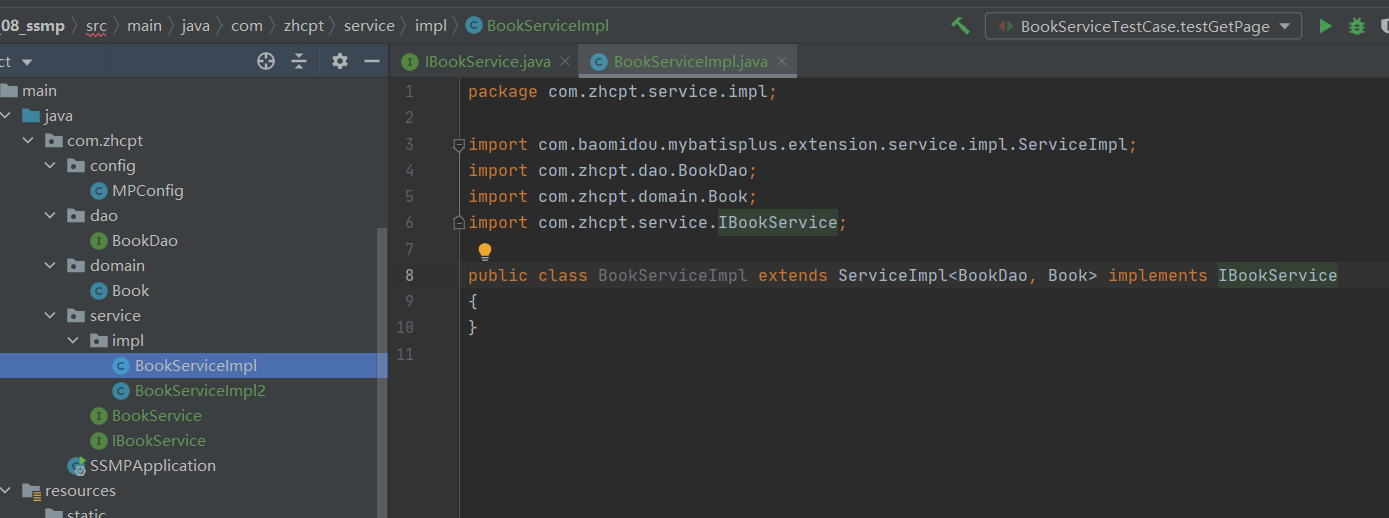 _08_ssmp src main java com zhcpt service impl BookServiceImpl BookServiceTestCase.testGetPage
ct IBookService.java BookServiceImpl.java
main
java
com.zhcpt
config
MPConfig
dao
BookDao
domain
Book
service
impl
BookServiceImpl
BookServiceImpl2
BookService
IBookService
SSMPApplication
resources
static
1 package com.zhcpt.service.impl;
2
3 import com.baomidou.mybatisplus.extension.service.impl.ServiceImpl;
4 import com.zhcpt.dao.BookDao;
5 import com.zhcpt.domain.Book;
6 import com.zhcpt.service.IBookService;
7
8 public class BookServiceImpl extends ServiceImpl<BookDao, Book> implements IBookService
9 {
10 }
11